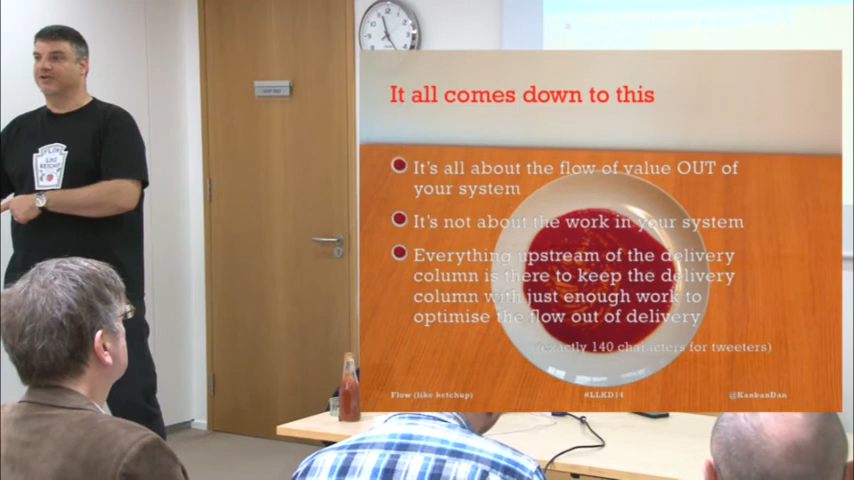 FLOW
LIKE
KETCHUP
It all comes down to this
It's all about the flow of value OUT of
your system
It's not about the work in your system
Everything upstream of the delivery
column is there to keep the delivery
column with just enough work to
optimise the flow out of delivery
(exactly 140 characters for tweeters)
Flow (like ketchup)
#LLKD14
@KanbanDan